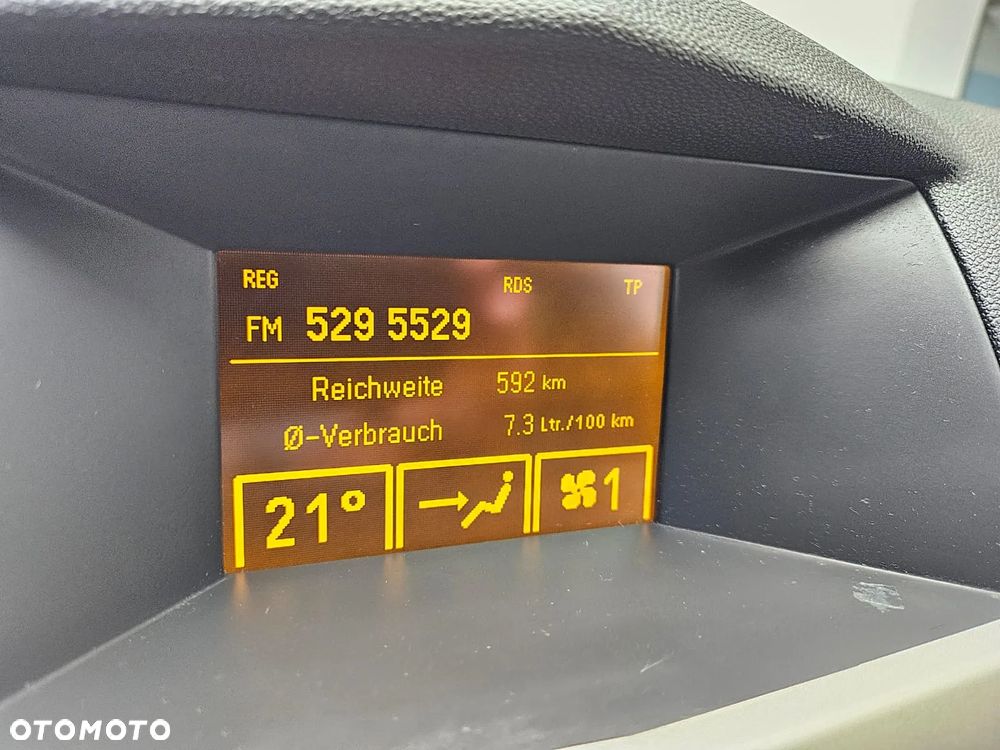 REG RDS TP
FM 529 5529
Reichweite 592 km
Ø-Verbrauch 7.3 Ltr./100 km
21° 1
OTOMOTO